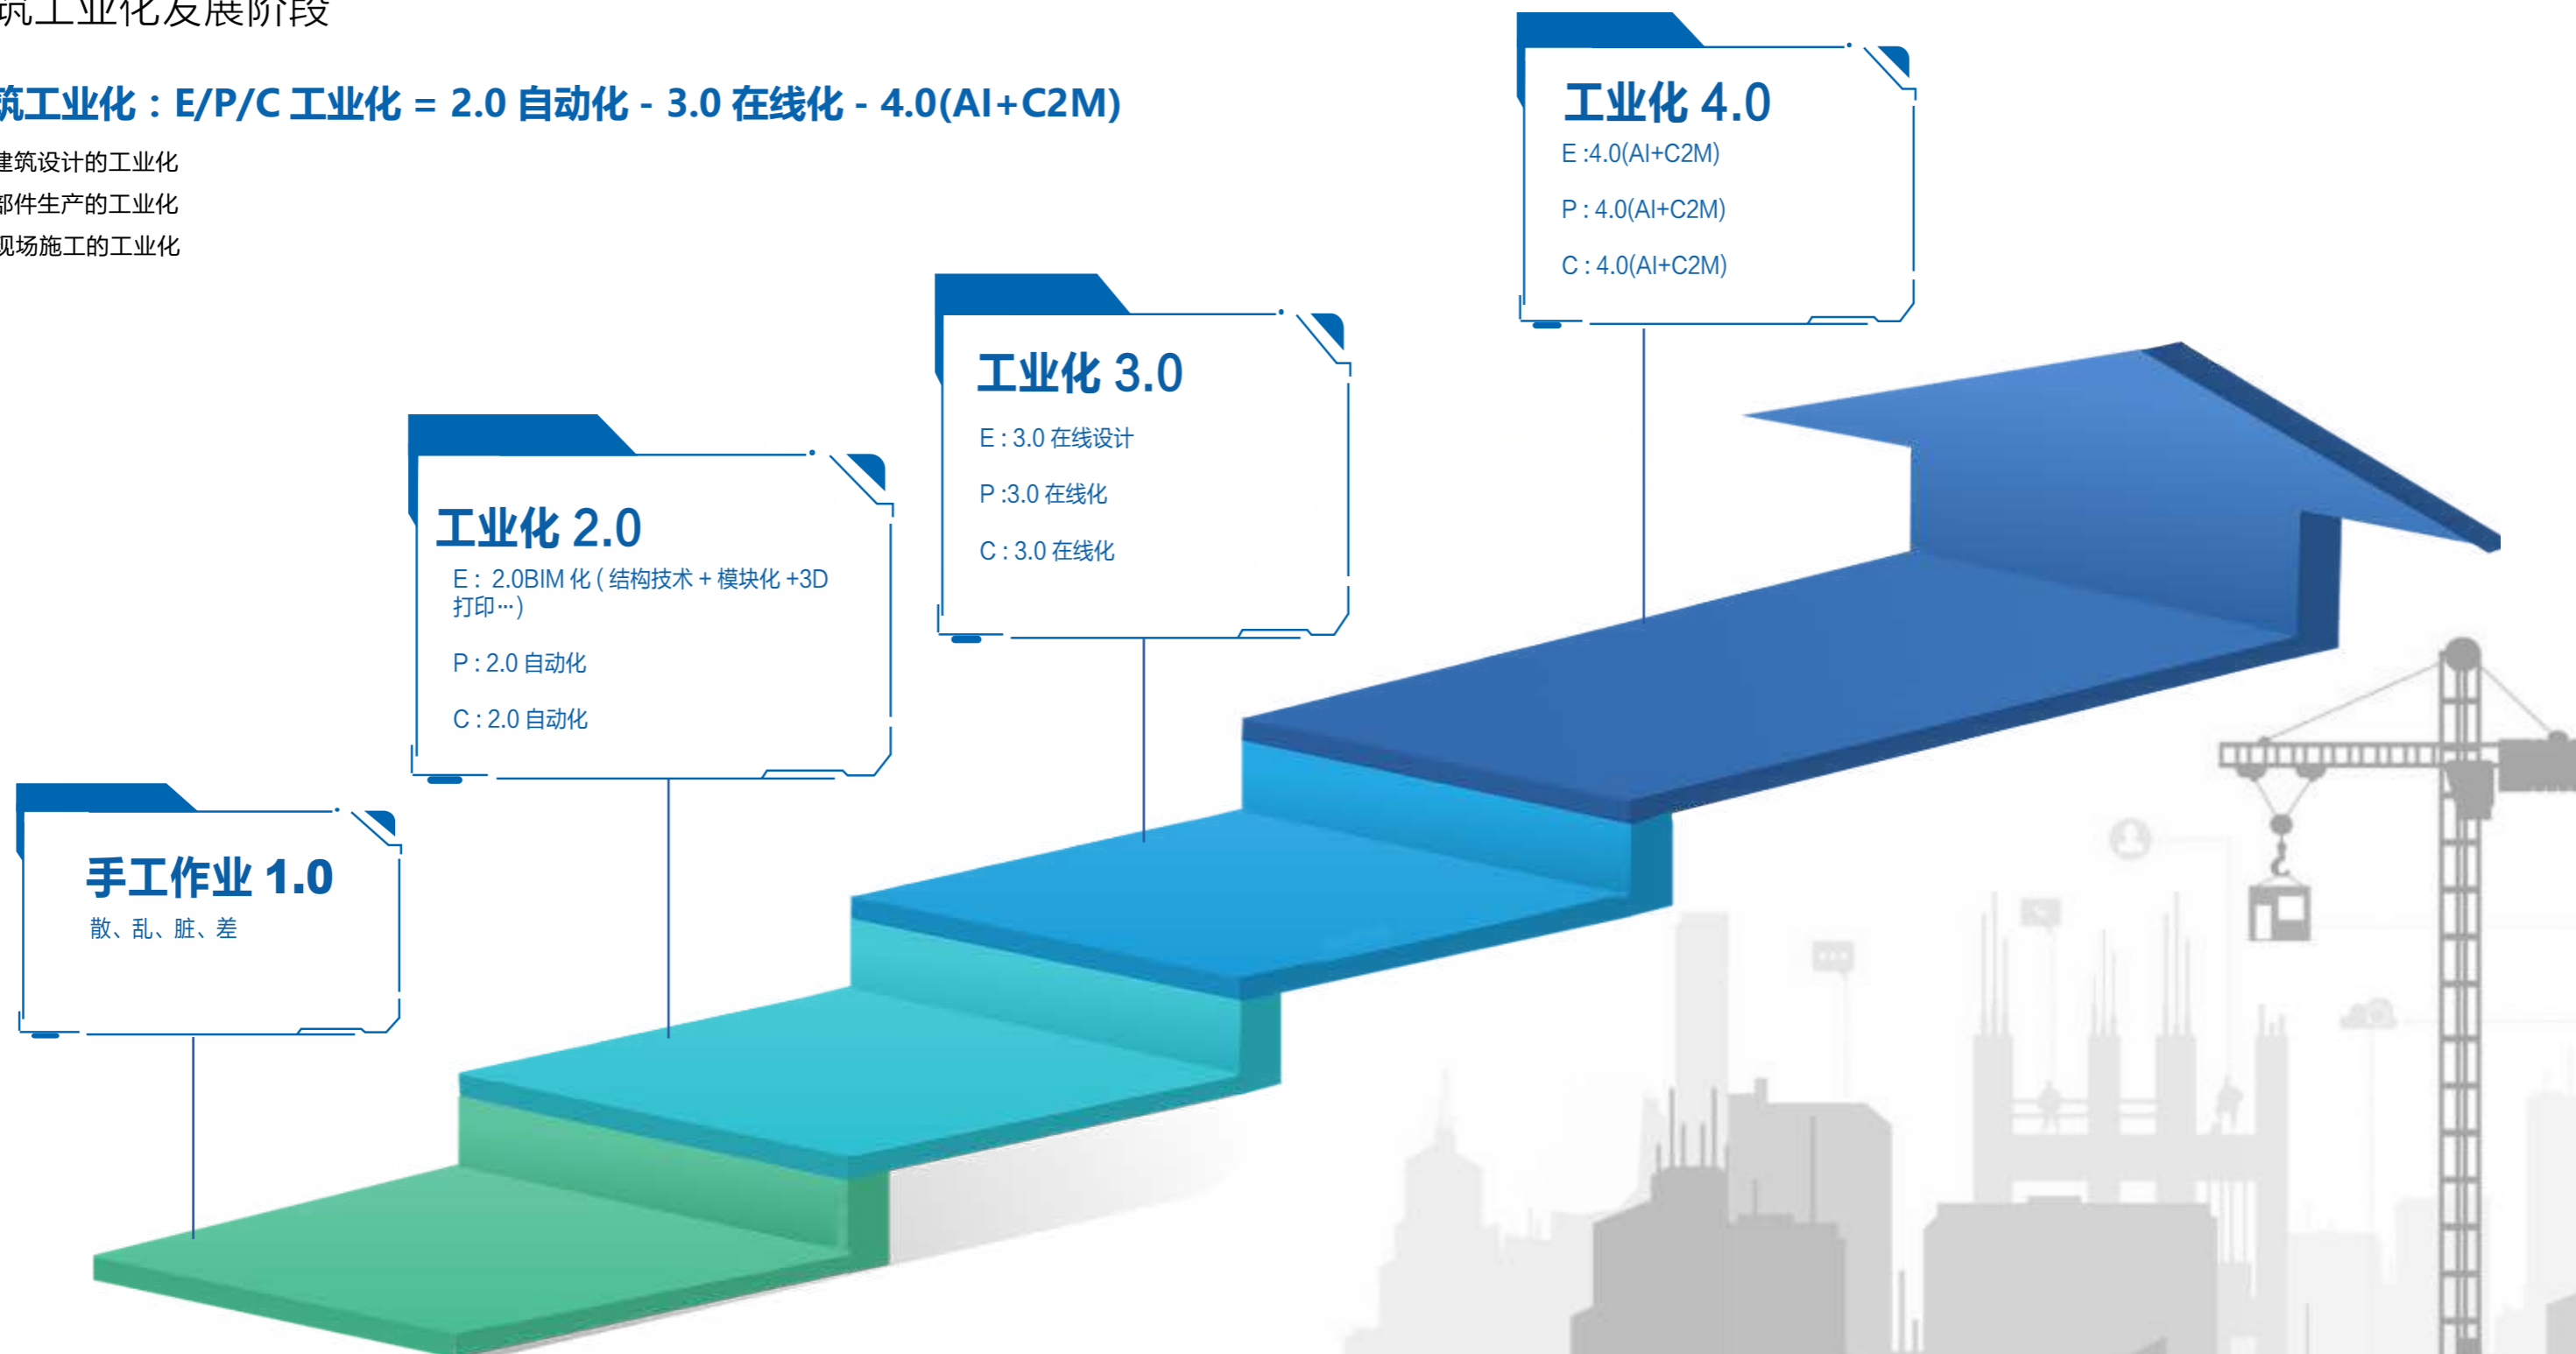 筑工业化发展阶段
筑工业化：E/P/C 工业化 = 2.0 自动化 - 3.0 在线化 - 4.0(AI+C2M)
建筑设计的工业化
部件生产的工业化
现场施工的工业化
工业化 4.0
E :4.0(AI+C2M)
P : 4.0(AI+C2M)
C : 4.0(AI+C2M)
工业化 3.0
E : 3.0 在线设计
P :3.0 在线化
C : 3.0 在线化
工业化 2.0
E : 2.0BIM 化 ( 结构技术 + 模块化 +3D
打印…)
P : 2.0 自动化
C : 2.0 自动化
手工作业 1.0
散、乱、脏、差